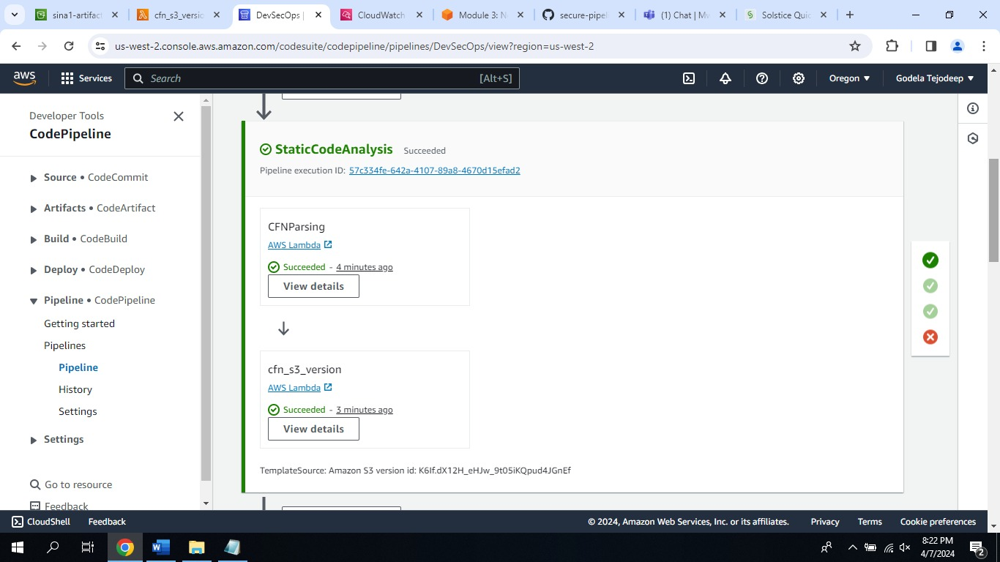 sina1-artifact
cfn_s3_versio
DevSecOps |
CloudWatch
Module 3: N
secure-pipel
(1) Chat | M
Solstice Quic
us-west-2.console.aws.amazon.com/codesuite/codepipeline/pipelines/DevSecOps/view?region=us-west-2
aws
Services
Search
[Alt+S]
Oregon
Godela Tejodeep
Developer Tools
CodePipeline
Source • CodeCommit
Artifacts • CodeArtifact
Build • CodeBuild
Deploy • CodeDeploy
Pipeline • CodePipeline
Getting started
Pipelines
Pipeline
History
Settings
Settings
Go to resource
Feedback
StaticCodeAnalysis Succeeded
Pipeline execution ID: 57c334fe-642a-4107-89a8-4670d15efad2
CFNParsing
AWS Lambda
Succeeded - 4 minutes ago
View details
cfn_s3_version
AWS Lambda
Succeeded - 3 minutes ago
View details
TemplateSource: Amazon S3 version id: K6If.dX12H_eHJw_9t05iKQpud4JGnEf
CloudShell
Feedback
© 2024, Amazon Web Services, Inc. or its affiliates.
Privacy
Terms
Cookie preferences
8:22 PM
4/7/2024
2